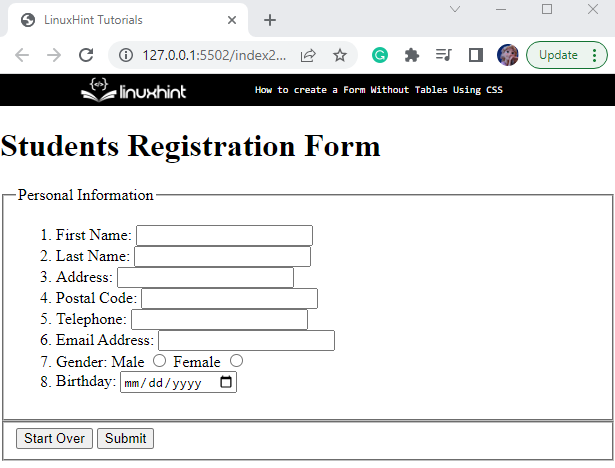 LinuxHint Tutorials
127.0.0.1:5502/index2...
Update
linuxhint
How to create a Form Without Tables Using CSS
Students Registration Form
Personal Information
1. First Name:
2. Last Name:
3. Address:
4. Postal Code:
5. Telephone:
6. Email Address:
7. Gender: Male Female
8. Birthday: mm/dd/yyyy
Start Over Submit